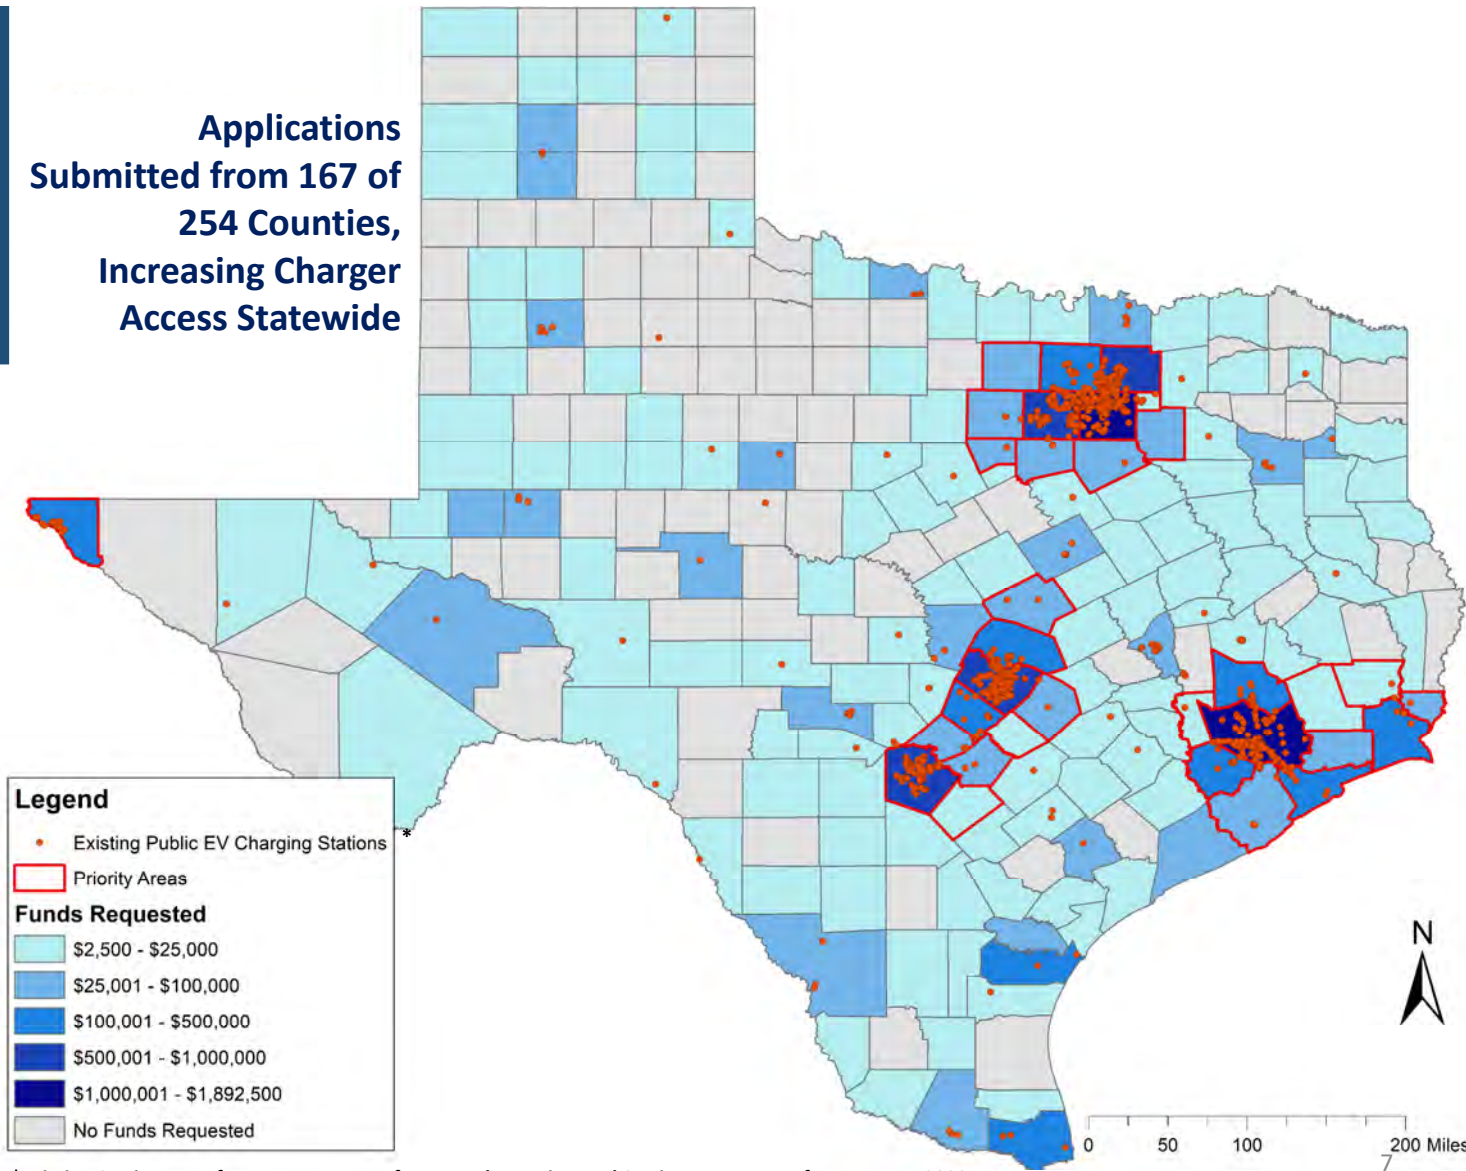 Applications
Submitted from 167 of
254 Counties,
Increasing Charger
Access Statewide
Legend
Existing Public EV Charging Stations
*
Priority Areas
Funds Requested
$2,500 - $25,000
$25,001 - $100,000
$100,001 - $500,000
$500,001 - $1,000,000
$1,000,001 - $1,892,500
No Funds Requested
N
0 50 100 200 Miles
7